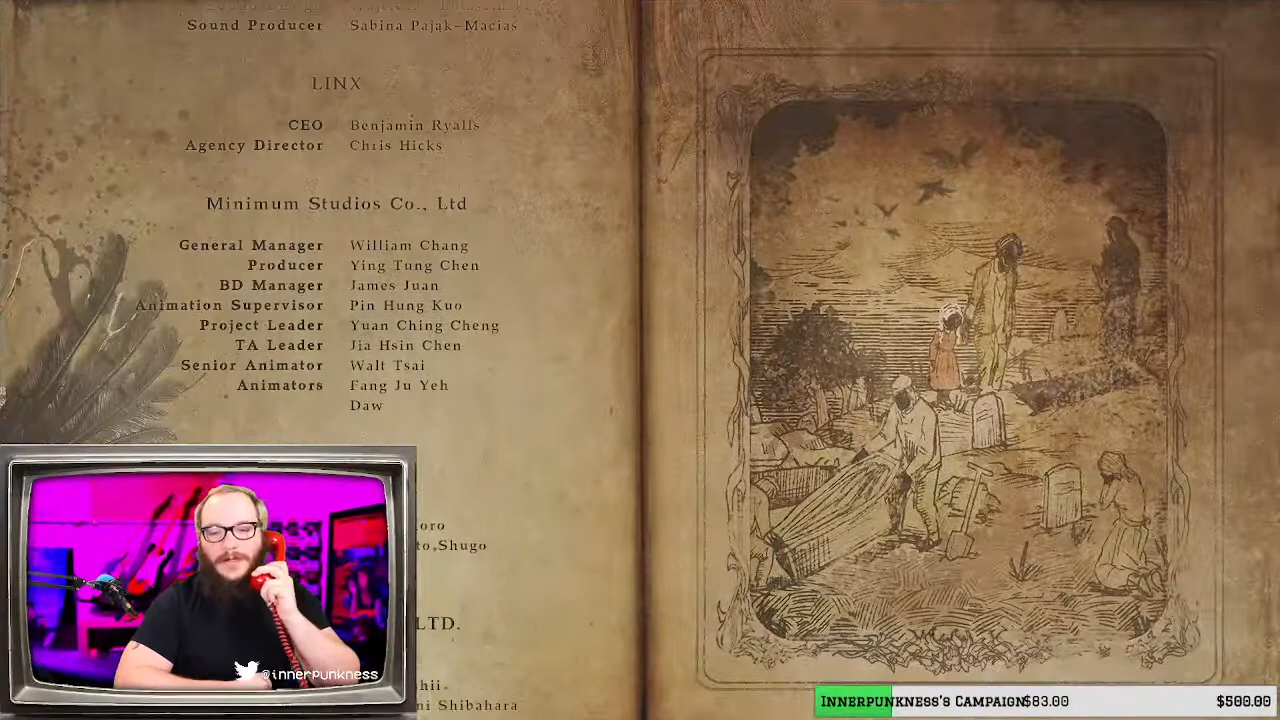 Sound Producer Sabina Pajak-Macias
LINX
CEO Benjamin Ryalls
Agency Director Chris Hicks
Minimum Studios Co., Ltd
General Manager William Chang
Producer Ying Tung Chen
BD Manager James Juan
Animation Supervisor Pin Hung Kuo
Project Leader Yuan Ching Cheng
TA Leader Jia Hsin Chen
Senior Animator Walt Tsai
Animators Fang Ju Yeh
Daw
Shugo
LTD.
Shibahara
@innerpunkness
Innerpunkness's Campaign $83.00 $500.00